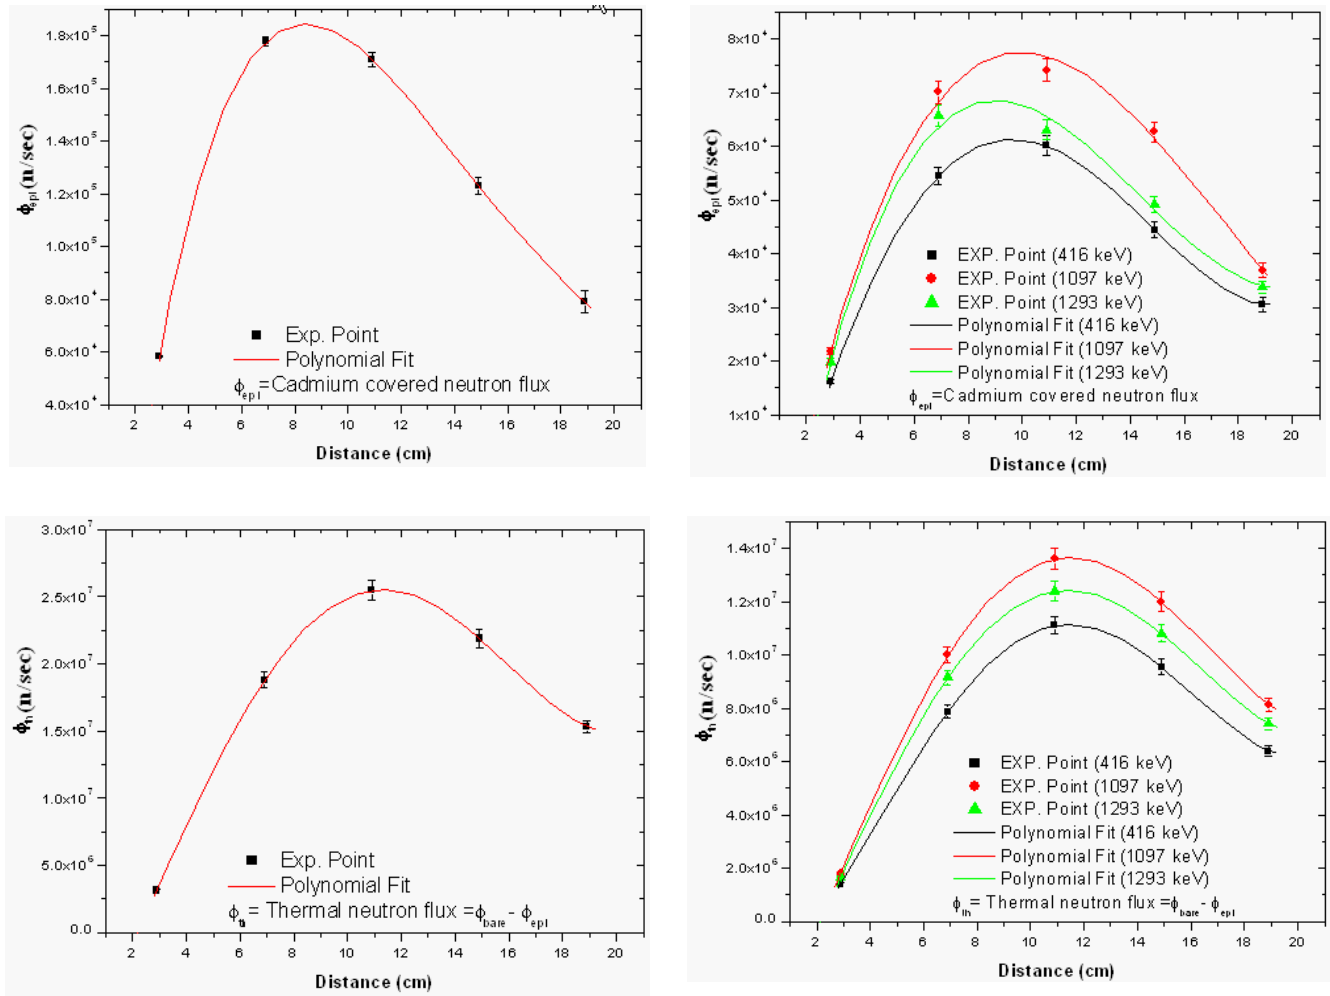 1.8x10⁵
1.6x10⁵
1.4x10⁵
1.2x10⁵
1.0x10⁵
8.0x10⁴
6.0x10⁴
4.0x10⁴
ϕepi(n/sec)
Exp. Point
Polynomial Fit
ϕepi=Cadmium covered neutron flux
2 4 6 8 10 12 14 16 18 20
Distance (cm)
8x10⁴
7x10⁴
6x10⁴
5x10⁴
4x10⁴
3x10⁴
2x10⁴
1x10⁴
ϕepi(n/sec)
EXP. Point (416 keV)
EXP. Point (1097 keV)
EXP. Point (1293 keV)
Polynomial Fit (416 keV)
Polynomial Fit (1097 keV)
Polynomial Fit (1293 keV)
ϕepi=Cadmium covered neutron flux
2 4 6 8 10 12 14 16 18 20
Distance (cm)
3.0x10⁷
2.5x10⁷
2.0x10⁷
1.5x10⁷
1.0x10⁷
5.0x10⁶
0.0
ϕth(n/sec)
Exp. Point
Polynomial Fit
ϕth= Thermal neutron flux =ϕbare- ϕepi
2 4 6 8 10 12 14 16 18 20
Distance (cm)
1.4x10⁷
1.2x10⁷
1.0x10⁷
8.0x10⁶
6.0x10⁶
4.0x10⁶
2.0x10⁶
0.0
ϕth(n/sec)
EXP. Point (416 keV)
EXP. Point (1097 keV)
EXP. Point (1293 keV)
Polynomial Fit (416 keV)
Polynomial Fit (1097 keV)
Polynomial Fit (1293 keV)
ϕth= Thermal neutron flux =ϕbare- ϕepi
2 4 6 8 10 12 14 16 18 20
Distance (cm)